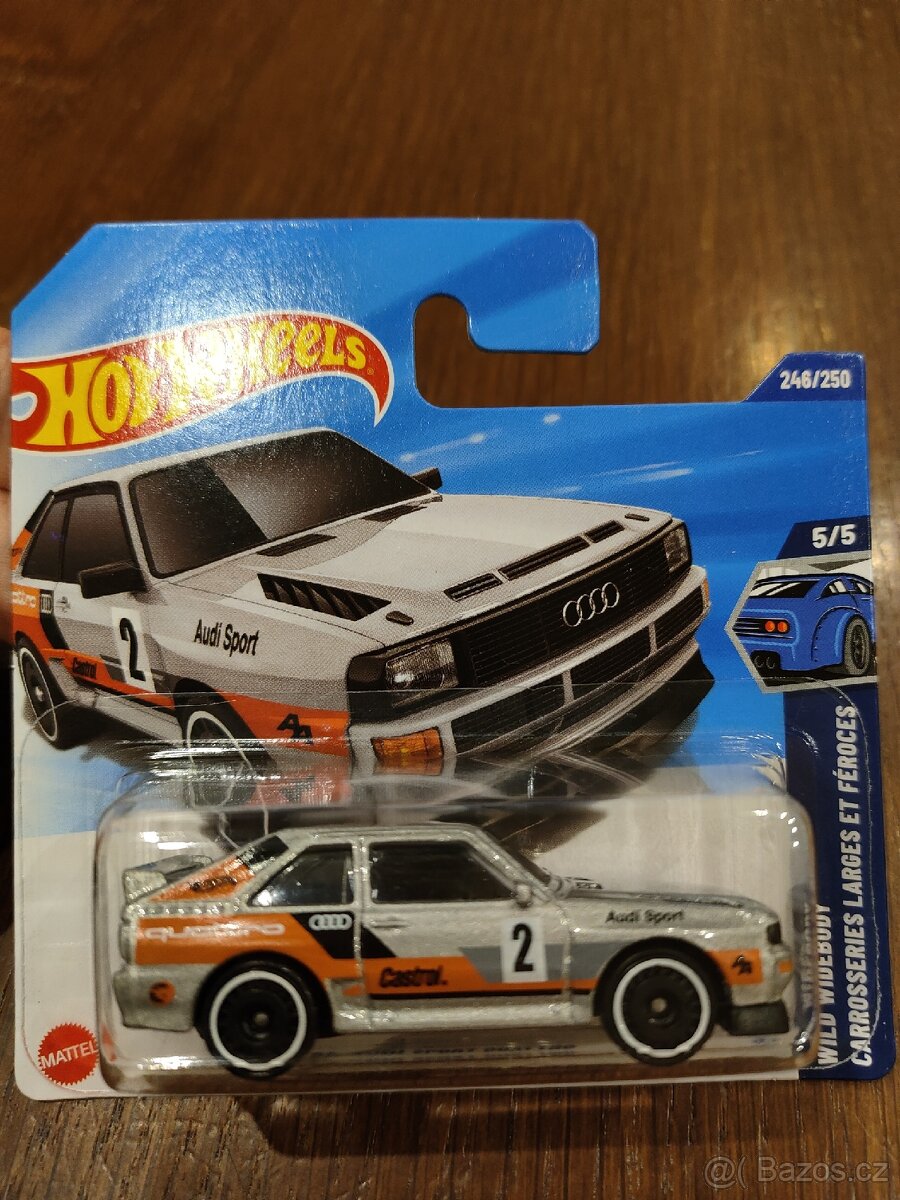 HOT WHEELS
246/250
5/5
2
Audi Sport
Castrol
WILD WIDEBODY
CARROSSERIES LARGES ET FÉROCES
quattro
Castrol
2
Audi Sport
MATTEL
@( Bazos.cz